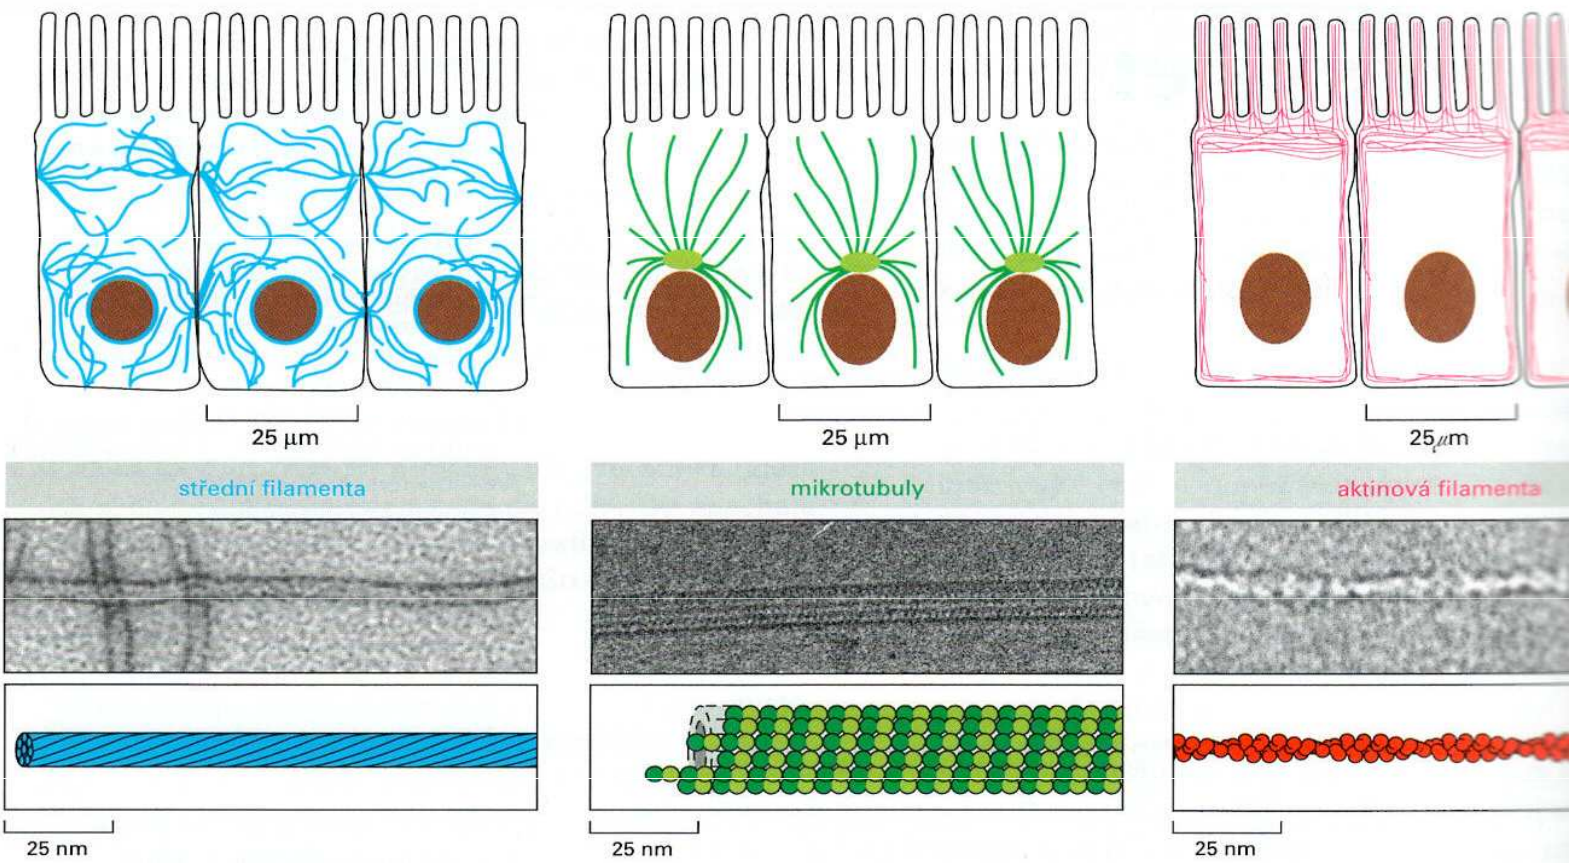 25 µm
25 µm
25µm
střední filamenta
mikrotubuly
aktinová filamenta
25 nm
25 nm
25 nm